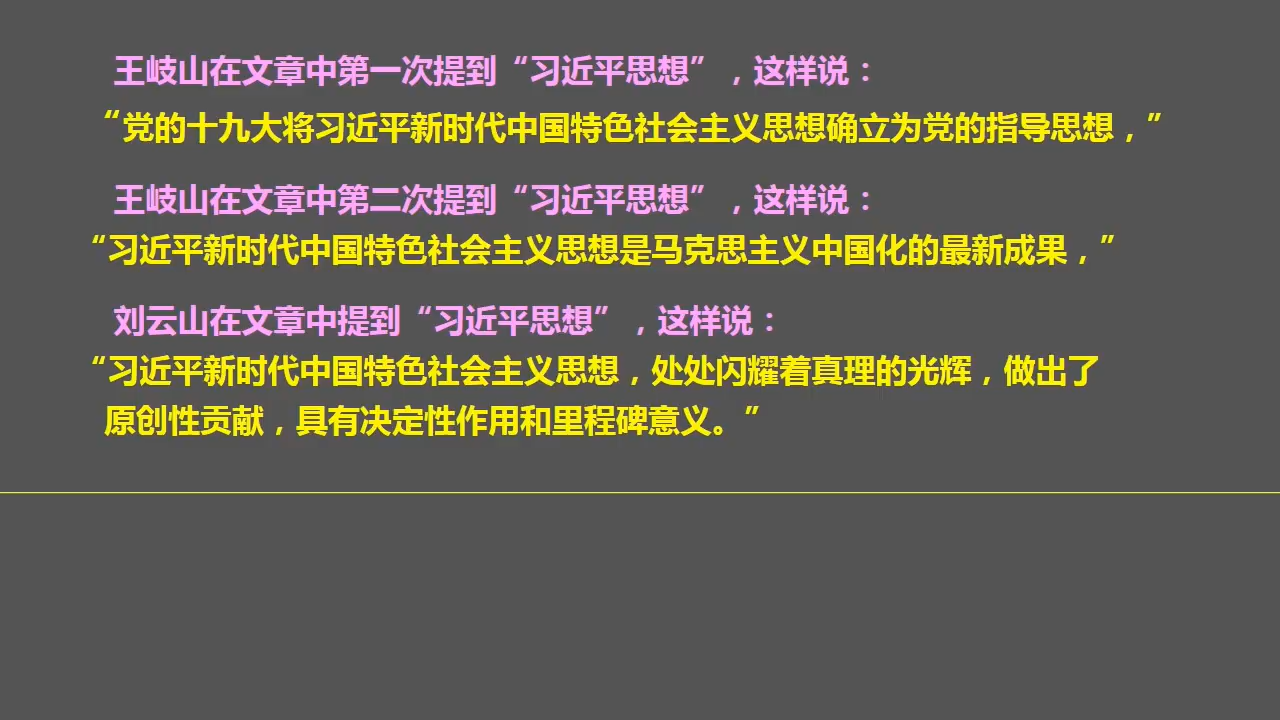 王岐山在文章中第一次提到“习近平思想”，这样说：
“党的十九大将习近平新时代中国特色社会主义思想确立为党的指导思想，”
王岐山在文章中第二次提到“习近平思想”，这样说：
“习近平新时代中国特色社会主义思想是马克思主义中国化的最新成果，”
刘云山在文章中提到“习近平思想”，这样说：
“习近平新时代中国特色社会主义思想，处处闪耀着真理的光辉，做出了
原创性贡献，具有决定性作用和里程碑意义。”